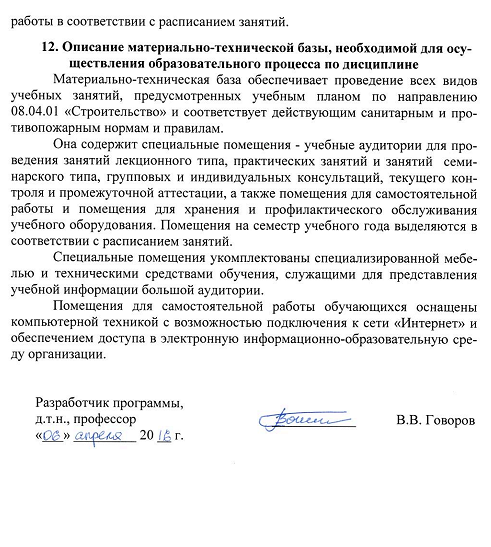 работы в соответствии с расписанием занятий.
12. Описание материально-технической базы, необходимой для осу-
ществления образовательного процесса по дисциплине
Материально-техническая база обеспечивает проведение всех видов
учебных занятий, предусмотренных учебным планом по направлению
08.04.01 «Строительство» и соответствует действующим санитарным и про-
тивопожарным нормам и правилам.
Она содержит специальные помещения - учебные аудитории для про-
ведения занятий лекционного типа, практических занятий и занятий семи-
нарского типа, групповых и индивидуальных консультаций, текущего кон-
троля и промежуточной аттестации, а также помещения для самостоятельной
работы и помещения для хранения и профилактического обслуживания
учебного оборудования. Помещения на семестр учебного года выделяются в
соответствии с расписанием занятий.
Специальные помещения укомплектованы специализированной мебе-
лью и техническими средствами обучения, служащими для представления
учебной информации большой аудитории.
Помещения для самостоятельной работы обучающихся оснащены
компьютерной техникой с возможностью подключения к сети «Интернет» и
обеспечением доступа в электронную информационно-образовательную сре-
ду организации.
Разработчик программы,
д.т.н., профессор В.В. Говоров
«06» апреля 2016 г.